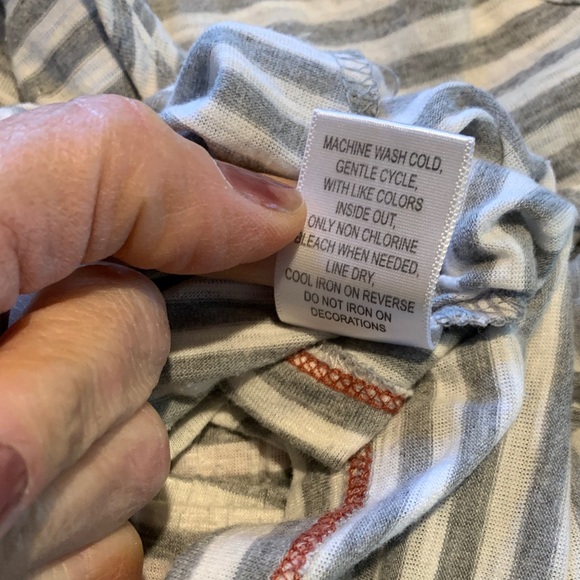 MACHINE WASH COLD,
GENTLE CYCLE,
WITH LIKE COLORS
INSIDE OUT,
ONLY NON CHLORINE
BLEACH WHEN NEEDED,
LINE DRY,
COOL IRON ON REVERSE
DO NOT IRON ON
DECORATIONS